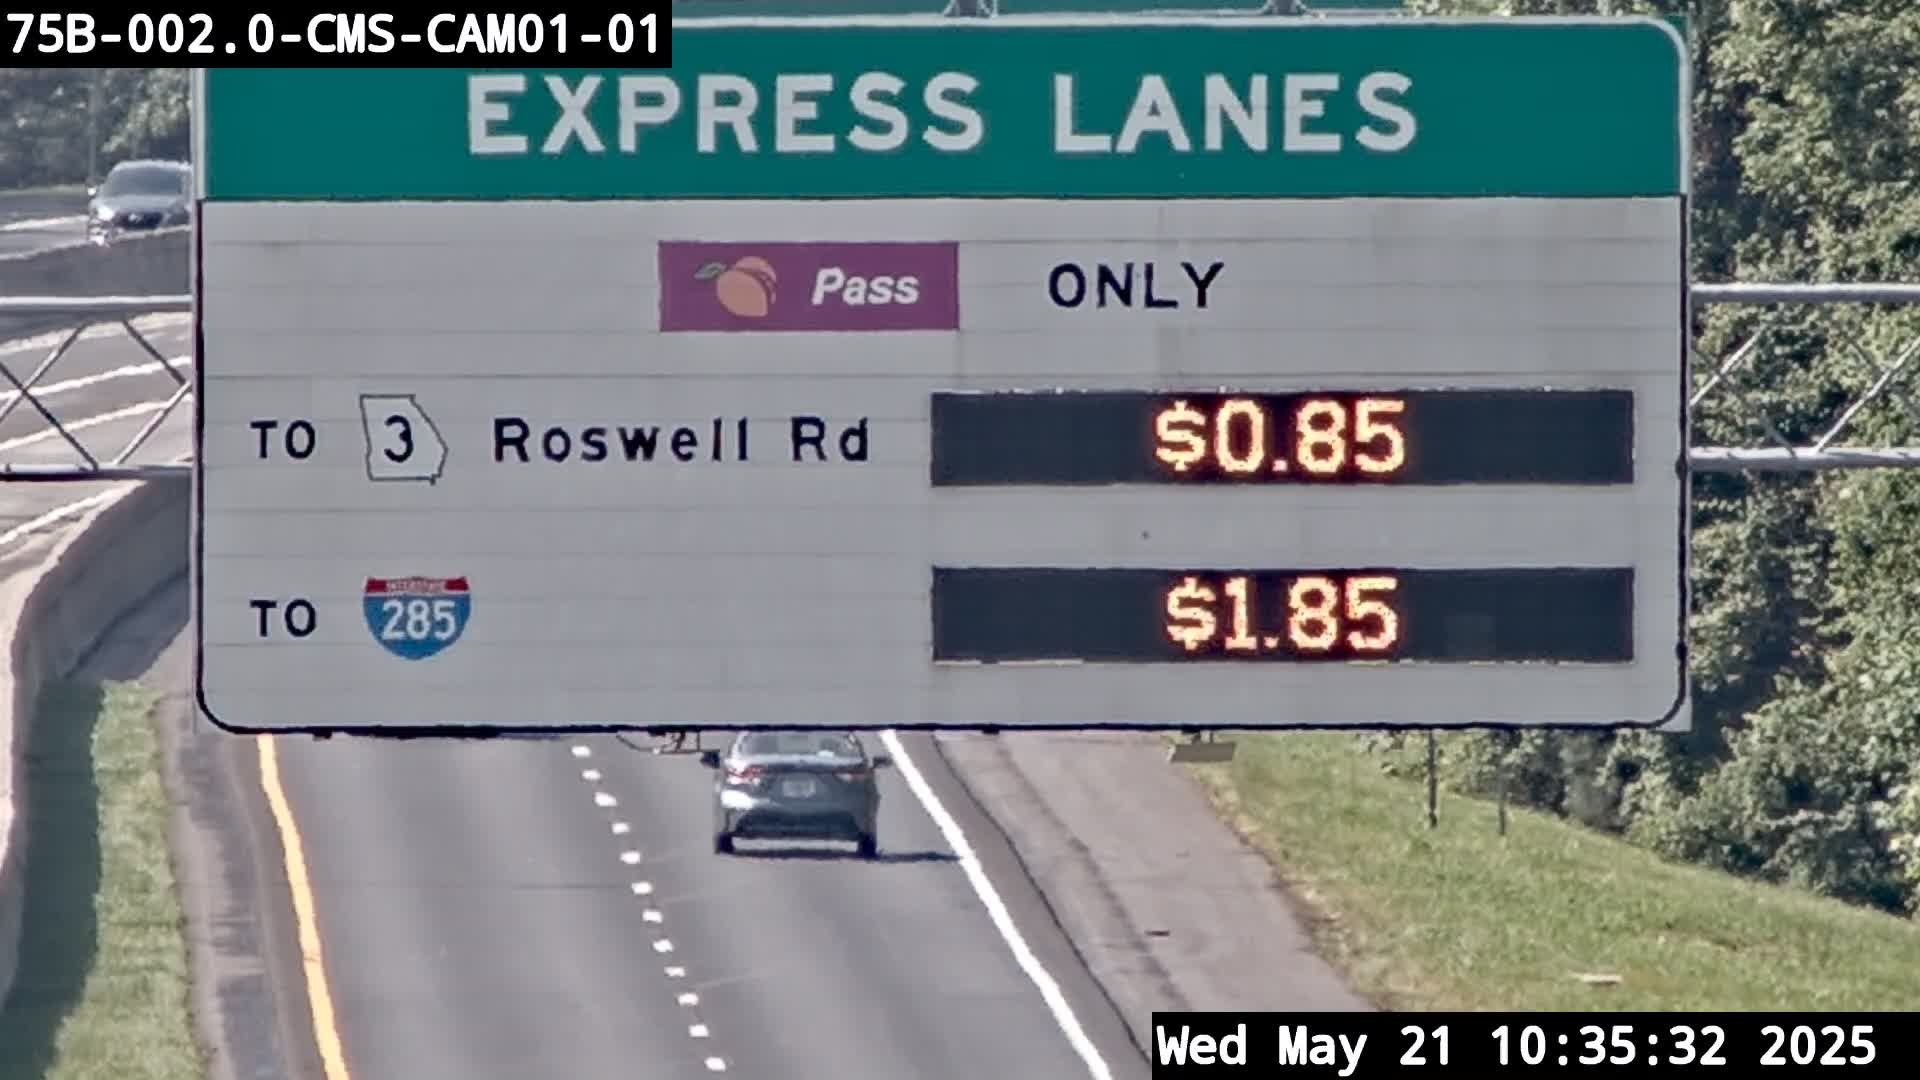 75B-002.0-CMS-CAM01-01
EXPRESS LANES
Pass ONLY
TO 3 Roswell Rd $0.85
TO INTERSTATE 285 $1.85
Wed May 21 10:35:32 2025